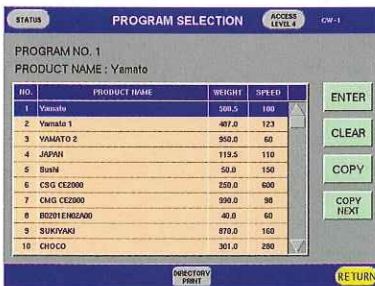 STATUS PROGRAM SELECTION ACCESS LEVEL 4 CW-1
PROGRAM NO. 1
PRODUCT NAME : Yamato
NO. PRODUCT NAME WEIGHT SPEED
1 Yamato 500.5 100
2 Yamato 1 407.0 123
3 YAMATO 2 950.0 60
4 JAPAN 119.5 110
5 Sushi 50.0 150
6 CSG CE2000 250.0 600
7 CMG CE2000 390.0 90
8 B0201EN02A00 40.0 60
9 SUKIYAKI 870.0 160
10 CHOCO 301.0 280
ENTER
CLEAR
COPY
COPY NEXT
DIRECTORY PRINT
RETURN